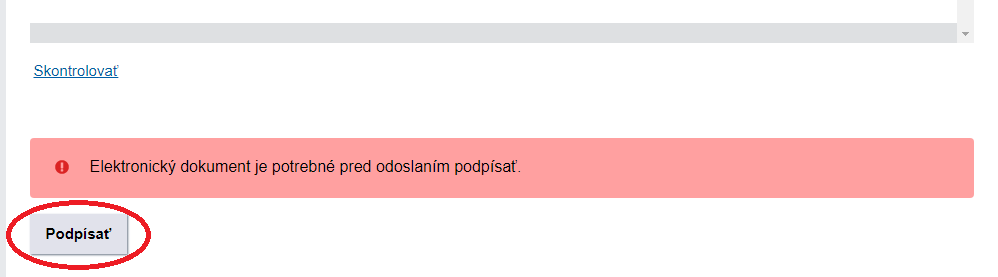 Skontrolovať
Elektronický dokument je potrebné pred odoslaním podpísať.
Podpísať